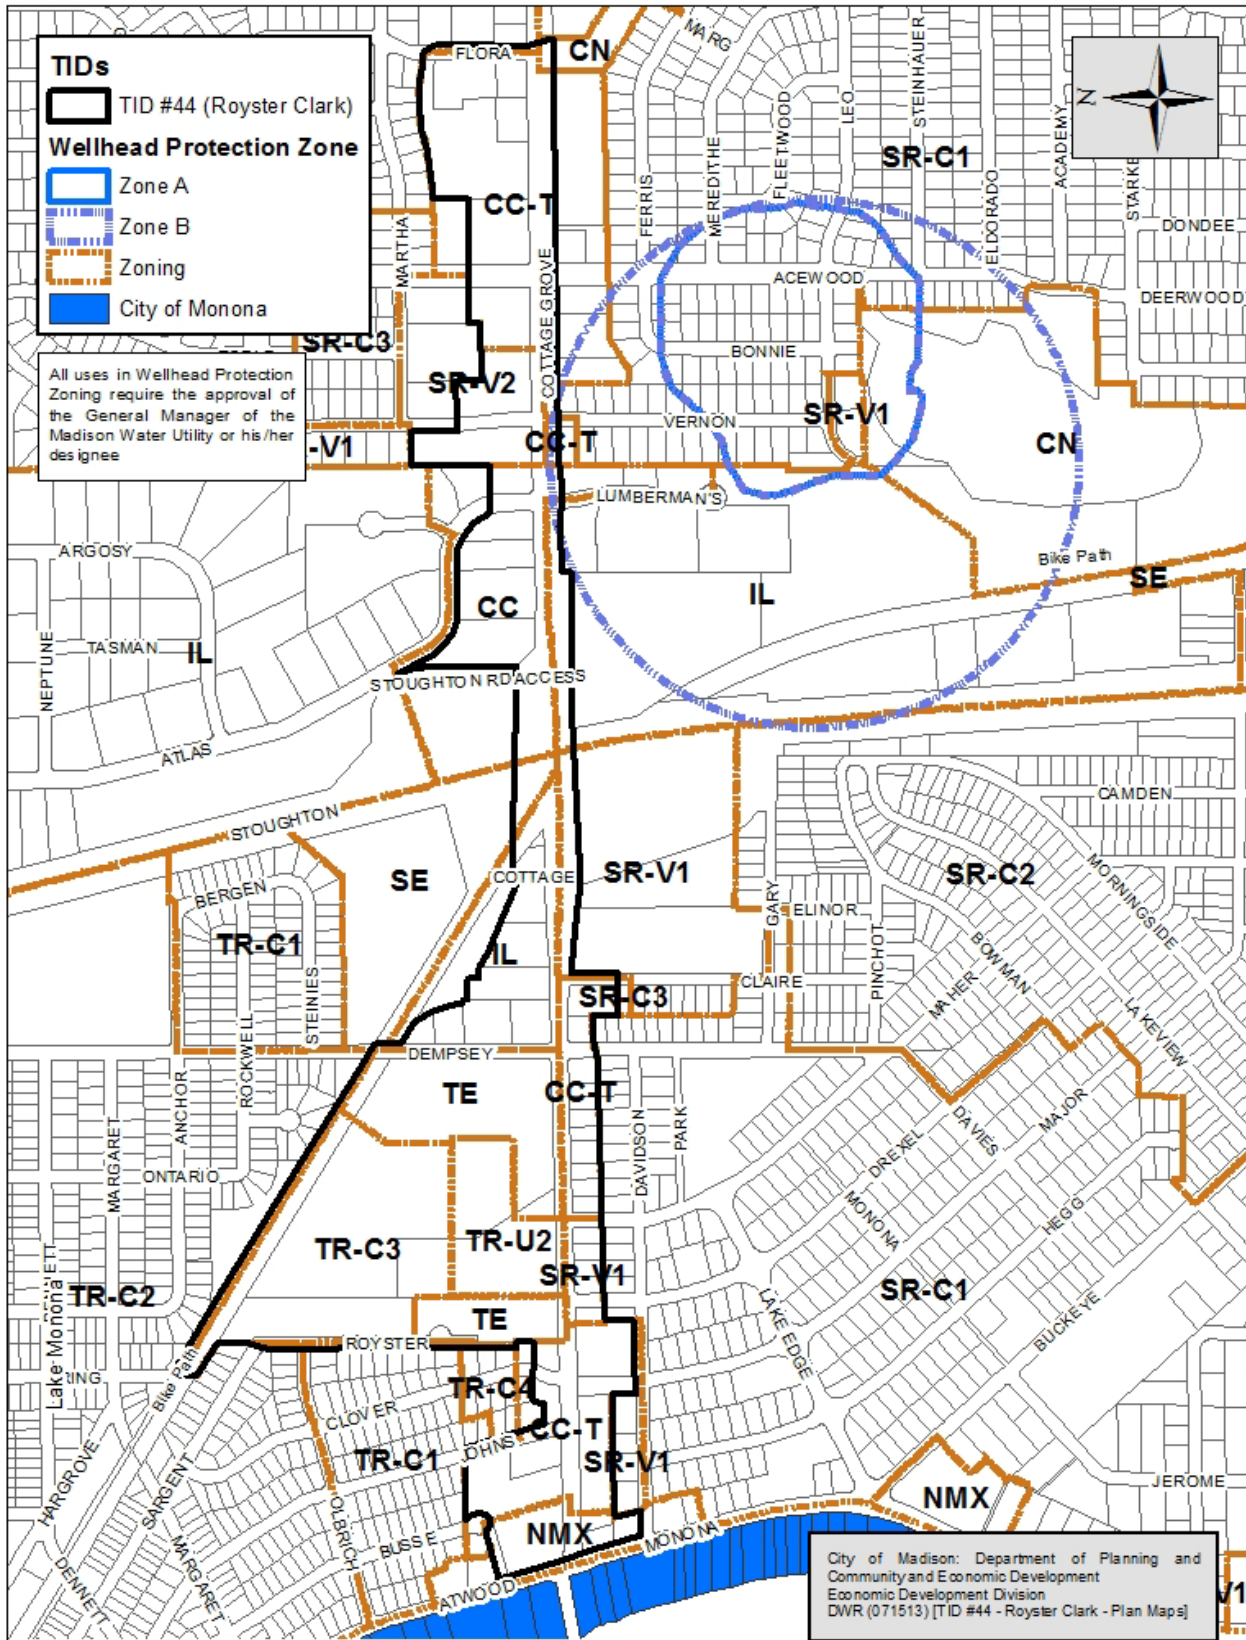 TIDs
TID #44 (Royster Clark)
Wellhead Protection Zone
Zone A
Zone B
Zoning
City of Monona
All uses in Wellhead Protection
Zoning require the approval of
the General Manager of the
Madison Water Utility or his/her
designee
N
FLORA
CN
MARG
FERRIS
MEREDITHE
FLEETWOOD
LEO
STEINHAUER
ELDORADO
ACADEMY
STARKE
SR-C1
DONDEE
DEERWOOD
CC-T
MARTHA
COTTAGE GROVE
ACEWOOD
SR-C3
SR-V2
BONNIE
VERNON
SR-V1
-V1
CC-T
CN
LUMBERMAN'S
ARGOSY
Bike Path
SE
IL
CC
NEPTUNE
TASMAN
IL
STOUGHTON RD ACCESS
ATLAS
STOUGHTON
CAMDEN
SE
COTTAGE
SR-V1
SR-C2
MORNINGSIDE
BERGEN
GARY
ELINOR
TR-C1
STEINIES
IL
PINCHOT
BOWMAN
SR-C3
CLAIRE
MAHER
LAKEVIEW
ROCKWELL
DEMPSEY
TE
CC-T
ANCHOR
MARGARET
DAVIDSON
PARK
DREXEL
DAVIES
MAJOR
ONTARIO
MONONA
HEGG
TR-C3
TR-U2
SR-V1
TR-C2
Lake Monona
SR-C1
LAKE EDGE
BUCKEYE
TE
ROYSTER
Bike Path
TR-C4
CLOVER
CC-T
TR-C1
OHNS
SR-V1
HARGROVE
SARGENT
OLBRICH
JEROME
NMX
BUSSE
NMX
MONONA
DENNETT
MARGARET
ATWOOD
V1
City of Madison: Department of Planning and
Community and Economic Development
Economic Development Division
DWR (071513) [TID #44 - Royster Clark - Plan Maps]